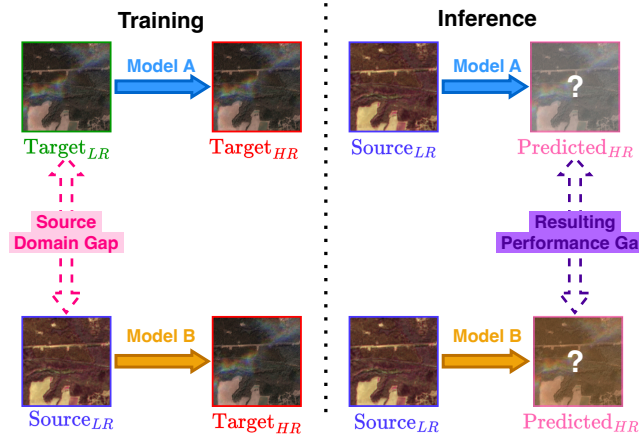 Training
Inference
Model A
Model A
?
Target_LR
Target_HR
Source_LR
Predicted_HR
Source
Domain Gap
Resulting
Performance Ga
Model B
Model B
?
Source_LR
Target_HR
Source_LR
Predicted_HR